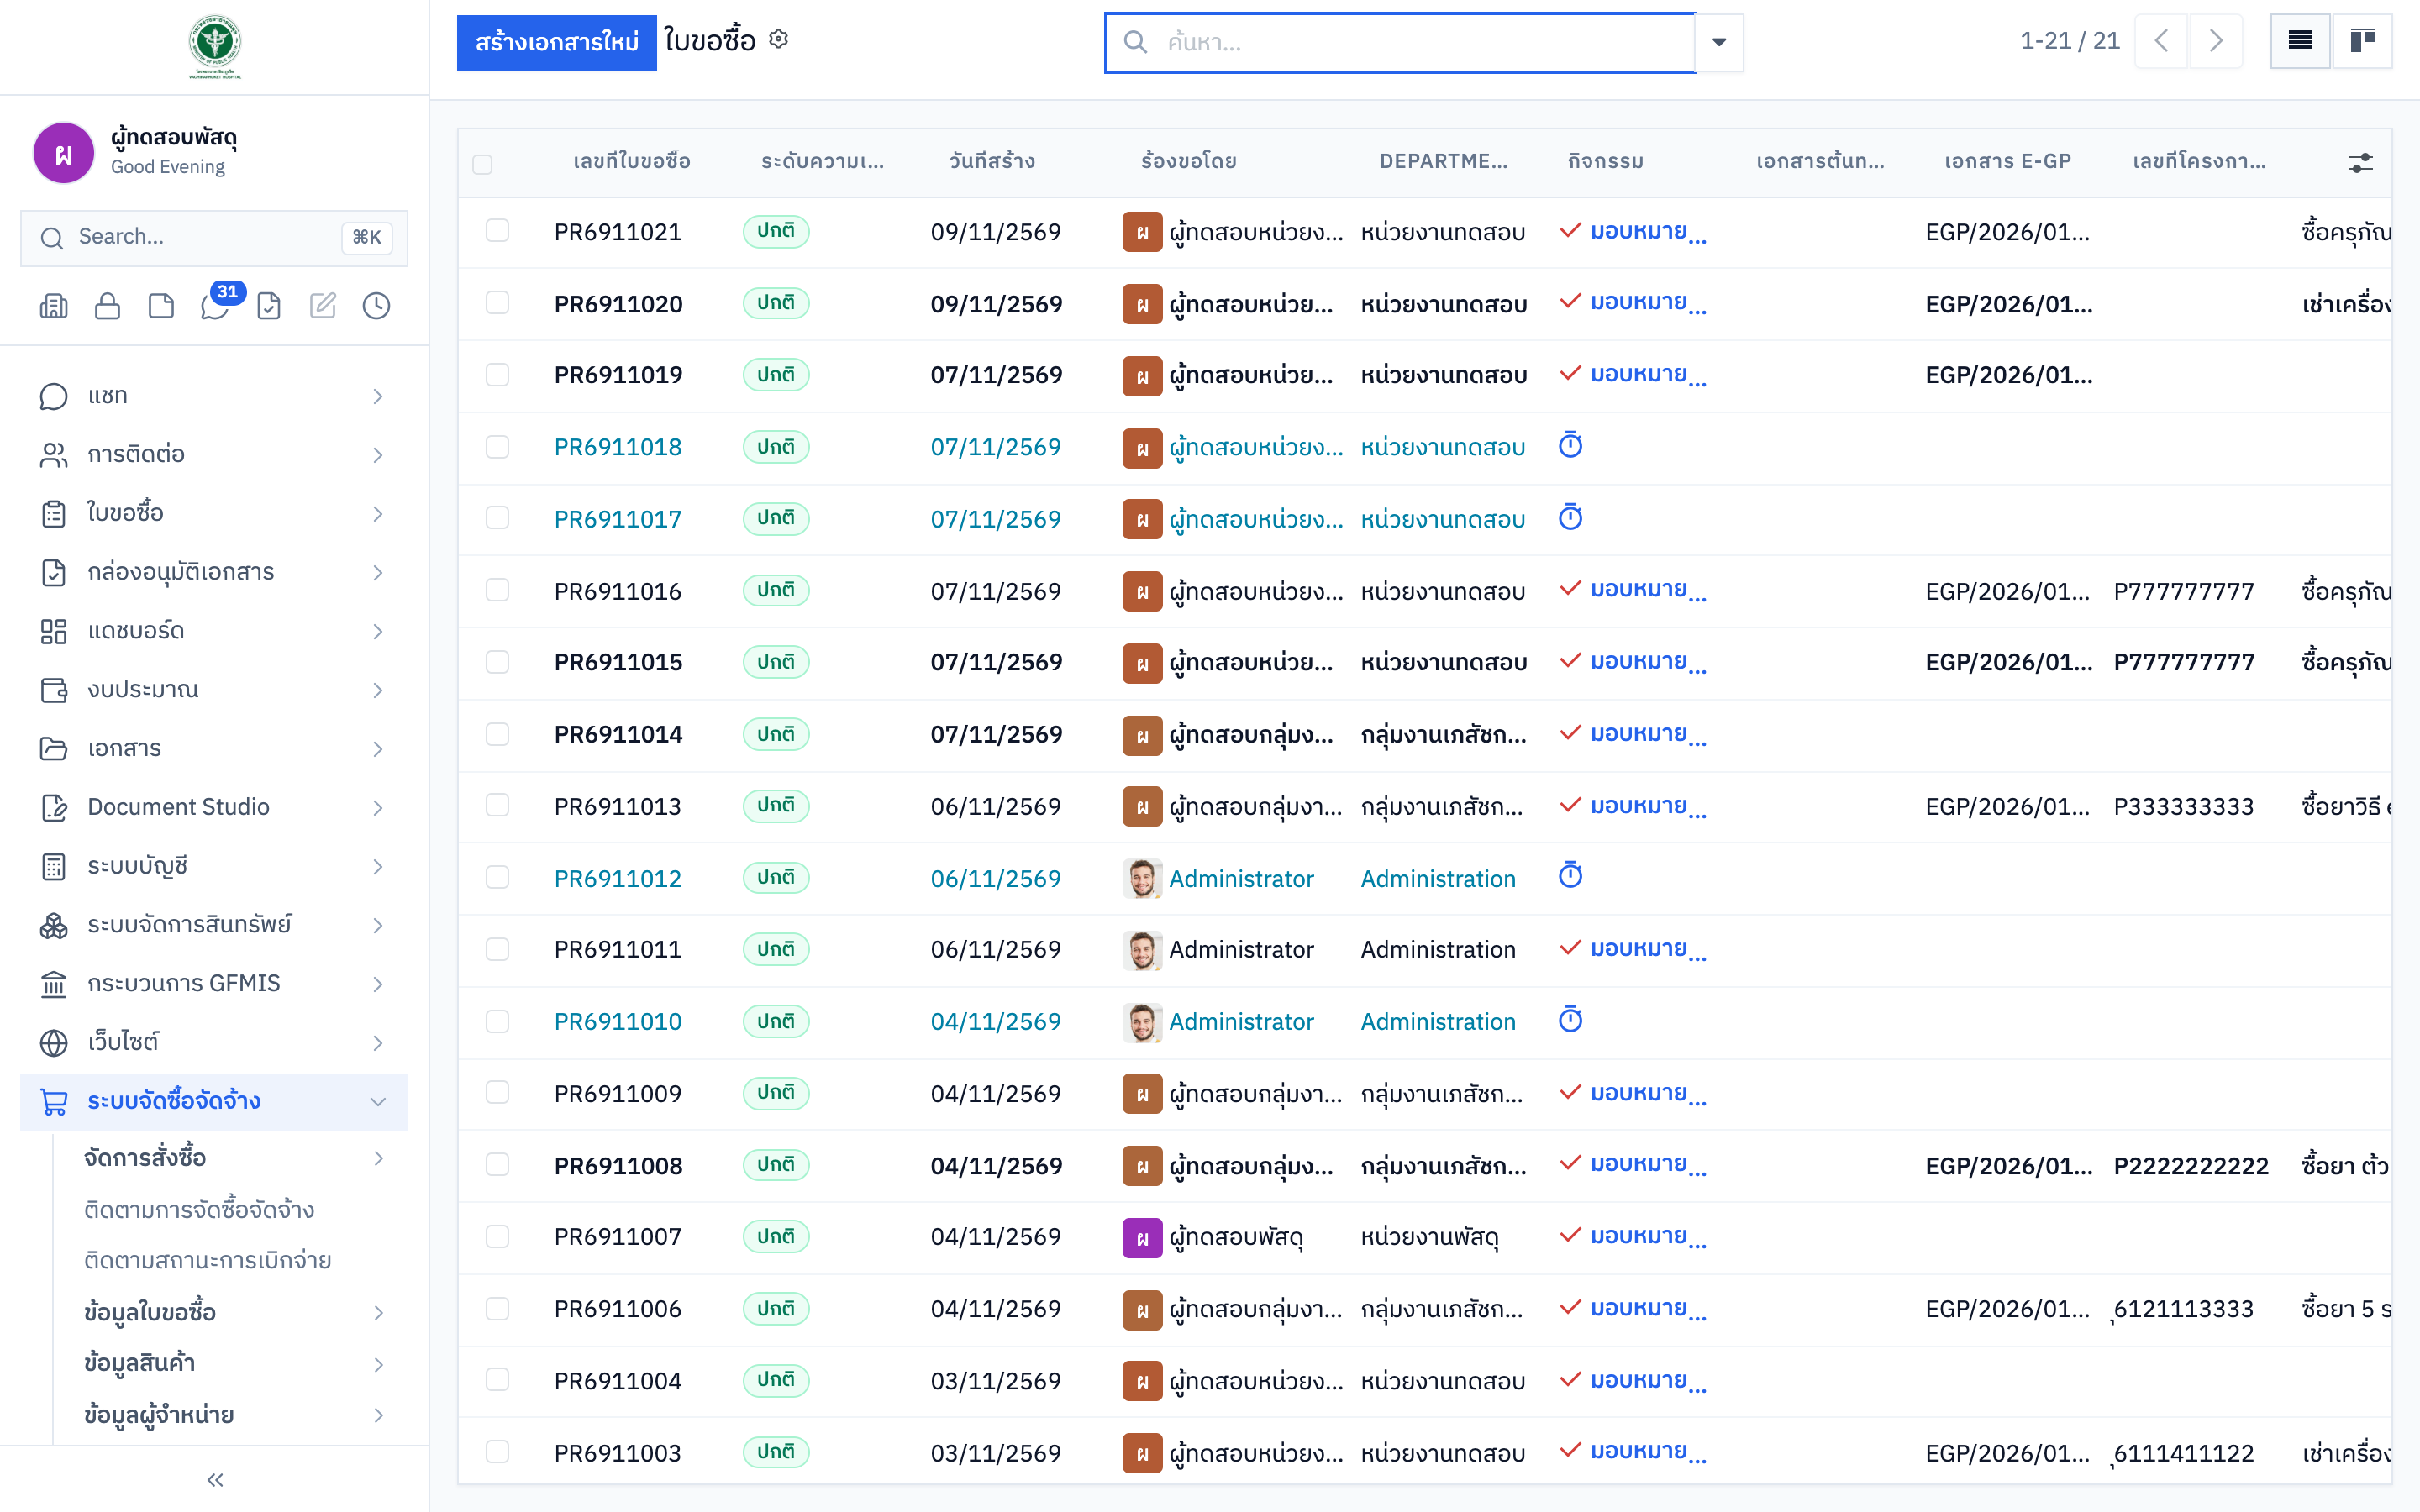 สร้างเอกสารใหม่ ใบขอซื้อ
ค้นหา...
1-21 / 21
ผ ผู้ทดสอบพัสดุ
Good Evening
Search... ⌘K
31
แชท
การติดต่อ
ใบขอซื้อ
กล่องอนุมัติเอกสาร
แดชบอร์ด
งบประมาณ
เอกสาร
Document Studio
ระบบบัญชี
ระบบจัดการสินทรัพย์
กระบวนการ GFMIS
เว็บไซต์
ระบบจัดซื้อจัดจ้าง
จัดการสั่งซื้อ
ติดตามการจัดซื้อจัดจ้าง
ติดตามสถานะการเบิกจ่าย
ข้อมูลใบขอซื้อ
ข้อมูลสินค้า
ข้อมูลผู้จำหน่าย
เลขที่ใบขอซื้อ ระดับความเ... วันที่สร้าง ร้องขอโดย DEPARTME... กิจกรรม เอกสารต้นท... เอกสาร E-GP เลขที่โครงกา...
PR6911021 ปกติ 09/11/2569 ผ ผู้ทดสอบหน่วยง... หน่วยงานทดสอบ มอบหมาย... EGP/2026/01... ซื้อครุภัณ
PR6911020 ปกติ 09/11/2569 ผ ผู้ทดสอบหน่วย... หน่วยงานทดสอบ มอบหมาย... EGP/2026/01... เช่าเครื่อง
PR6911019 ปกติ 07/11/2569 ผ ผู้ทดสอบหน่วย... หน่วยงานทดสอบ มอบหมาย... EGP/2026/01...
PR6911018 ปกติ 07/11/2569 ผ ผู้ทดสอบหน่วยง... หน่วยงานทดสอบ
PR6911017 ปกติ 07/11/2569 ผ ผู้ทดสอบหน่วยง... หน่วยงานทดสอบ
PR6911016 ปกติ 07/11/2569 ผ ผู้ทดสอบหน่วยง... หน่วยงานทดสอบ มอบหมาย... EGP/2026/01... P777777777 ซื้อครุภัณ
PR6911015 ปกติ 07/11/2569 ผ ผู้ทดสอบหน่วย... หน่วยงานทดสอบ มอบหมาย... EGP/2026/01... P777777777 ซื้อครุภัณ
PR6911014 ปกติ 07/11/2569 ผ ผู้ทดสอบกลุ่มง... กลุ่มงานเภสัชก... มอบหมาย...
PR6911013 ปกติ 06/11/2569 ผ ผู้ทดสอบกลุ่มงา... กลุ่มงานเภสัชก... มอบหมาย... EGP/2026/01... P333333333 ซื้อยาวิธี
PR6911012 ปกติ 06/11/2569 Administrator Administration
PR6911011 ปกติ 06/11/2569 Administrator Administration มอบหมาย...
PR6911010 ปกติ 04/11/2569 Administrator Administration
PR6911009 ปกติ 04/11/2569 ผ ผู้ทดสอบกลุ่มงา... กลุ่มงานเภสัชก... มอบหมาย...
PR6911008 ปกติ 04/11/2569 ผ ผู้ทดสอบกลุ่มง... กลุ่มงานเภสัชก... มอบหมาย... EGP/2026/01... P2222222222 ซื้อยา ตัว
PR6911007 ปกติ 04/11/2569 ผ ผู้ทดสอบพัสดุ หน่วยงานพัสดุ มอบหมาย...
PR6911006 ปกติ 04/11/2569 ผ ผู้ทดสอบกลุ่มงา... กลุ่มงานเภสัชก... มอบหมาย... EGP/2026/01... ุ6121113333 ซื้อยา 5 ร
PR6911004 ปกติ 03/11/2569 ผ ผู้ทดสอบหน่วยง... หน่วยงานทดสอบ มอบหมาย...
PR6911003 ปกติ 03/11/2569 ผ ผู้ทดสอบหน่วยง... หน่วยงานทดสอบ มอบหมาย... EGP/2026/01... ุ6111411122 เช่าเครื่อง